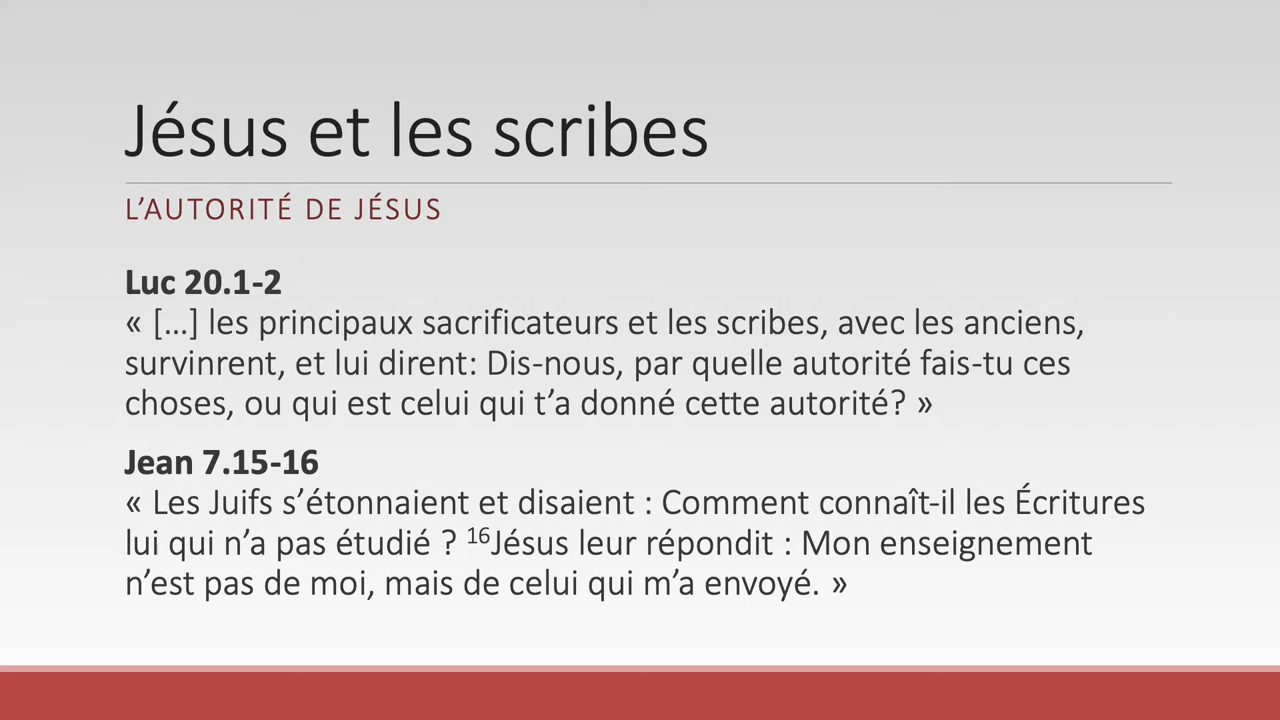 Jésus et les scribes
L’AUTORITÉ DE JÉSUS
Luc 20.1-2
« [...] les principaux sacrificateurs et les scribes, avec les anciens,
survinrent, et lui dirent: Dis-nous, par quelle autorité fais-tu ces
choses, ou qui est celui qui t’a donné cette autorité? »
Jean 7.15-16
« Les Juifs s’étonnaient et disaient : Comment connaît-il les Écritures
lui qui n’a pas étudié ? ¹⁶Jésus leur répondit : Mon enseignement
n’est pas de moi, mais de celui qui m’a envoyé. »